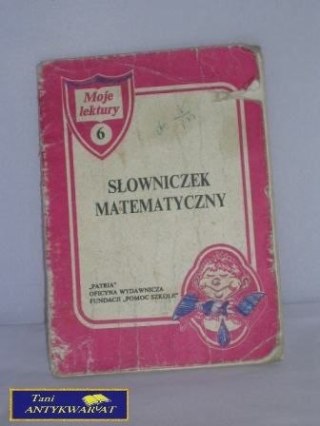 Moje
lektury
6
SŁOWNICZEK
MATEMATYCZNY
„PATRIA”
OFICYNA WYDAWNICZA
FUNDACJI „POMOC SZKOLE”
Tani
ANTYKWARYAT